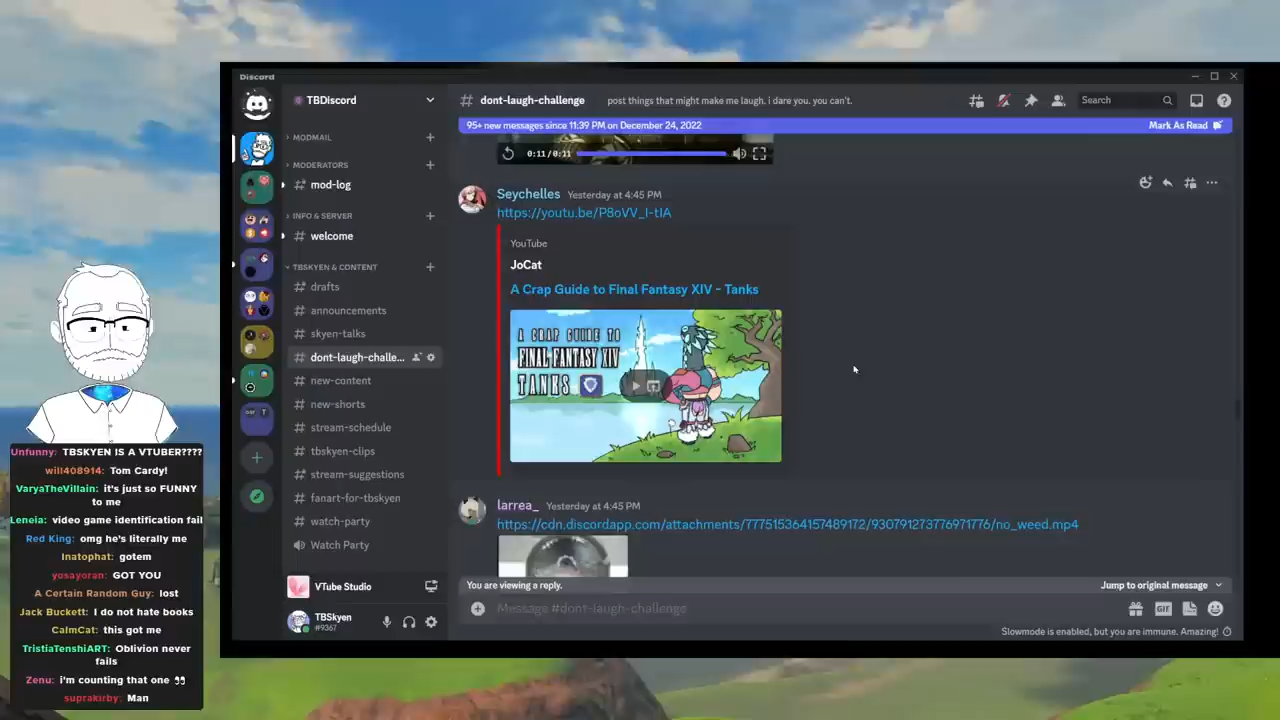 Discord
TBDiscord
# dont-laugh-challenge
post things that might make me laugh. i dare you. you can't.
Search
95+ new messages since 11:39 PM on December 24, 2022
Mark As Read
MODMAIL
MODERATORS
mod-log
INFO & SERVER
welcome
TBSKYEN & CONTENT
drafts
announcements
skyen-talks
dont-laugh-challe...
new-content
new-shorts
stream-schedule
tbskyen-clips
stream-suggestions
fanart-for-tbskyen
watch-party
Watch Party
VTube Studio
TBSkyen
#9367
0:11/0:11
Seychelles Yesterday at 4:45 PM
https://youtu.be/P8oVV_I-tIA
YouTube
JoCat
A Crap Guide to Final Fantasy XIV - Tanks
A CRAP GUIDE TO
FINAL FANTASY XIV
TANKS
larrea_ Yesterday at 4:45 PM
https://cdn.discordapp.com/attachments/777515364157489172/930791273776971776/no_weed.mp4
You are viewing a reply.
Jump to original message
Message #dont-laugh-challenge
GIF
Slowmode is enabled, but you are immune. Amazing!
Unfunny: TBSKYEN IS A VTUBER????
will408914: Tom Cardy!
VaryaTheVillain: it's just so FUNNY
to me
Leneia: video game identification fail
Red King: omg he's literally me
Inatophat: gotem
yosayoran: GOT YOU
A Certain Random Guy: lost
Jack Buckett: I do not hate books
CalmCat: this got me
TristiaTenshiART: Oblivion never
fails
Zenu: i'm counting that one 👀
suprakirby: Man